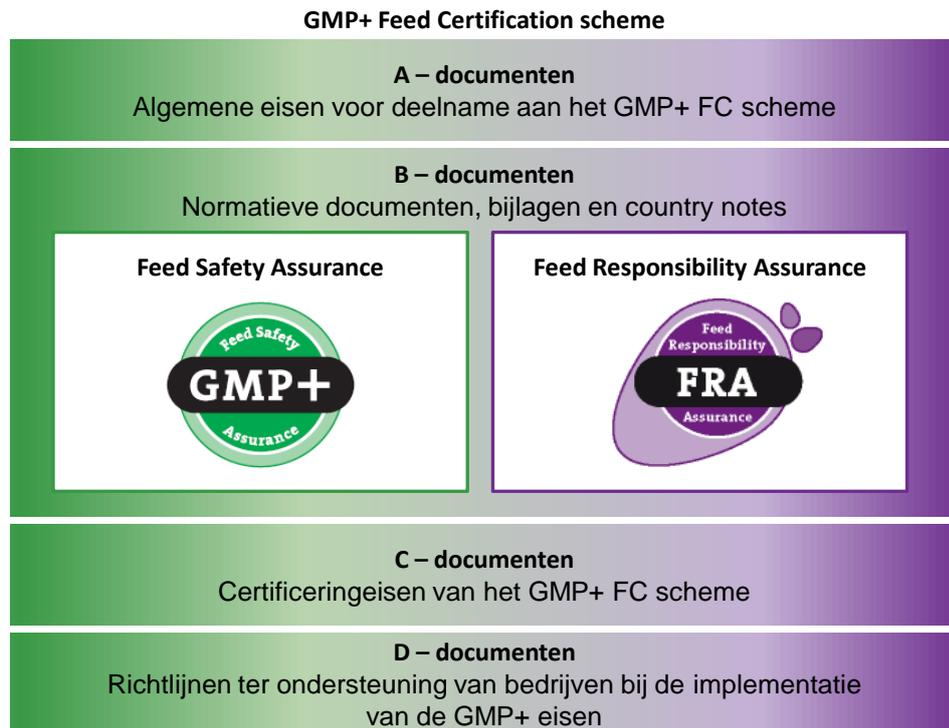 GMP+ Feed Certification scheme
A – documenten
Algemene eisen voor deelname aan het GMP+ FC scheme
B – documenten
Normatieve documenten, bijlagen en country notes
Feed Safety Assurance
Feed Safety
GMP+
Assurance
Feed Responsibility Assurance
Feed
Responsibility
FRA
Assurance
C – documenten
Certificeringeisen van het GMP+ FC scheme
D – documenten
Richtlijnen ter ondersteuning van bedrijven bij de implementatie
van de GMP+ eisen